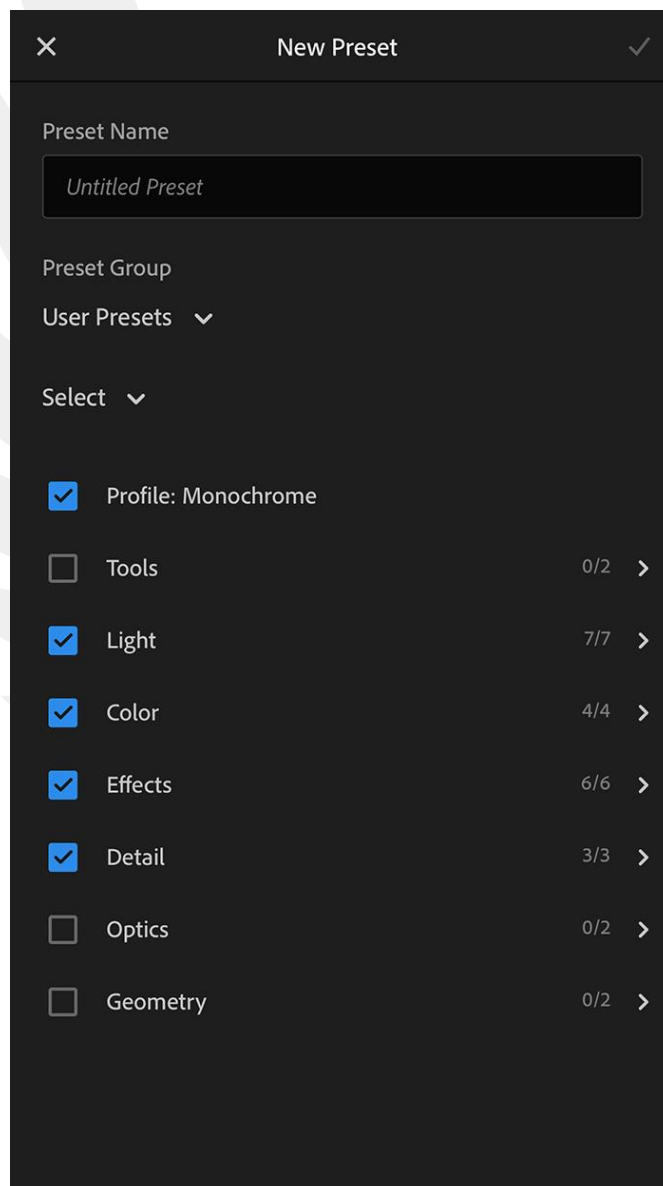 New Preset
Preset Name
Untitled Preset
Preset Group
User Presets
Select
Profile: Monochrome
Tools 0/2
Light 7/7
Color 4/4
Effects 6/6
Detail 3/3
Optics 0/2
Geometry 0/2